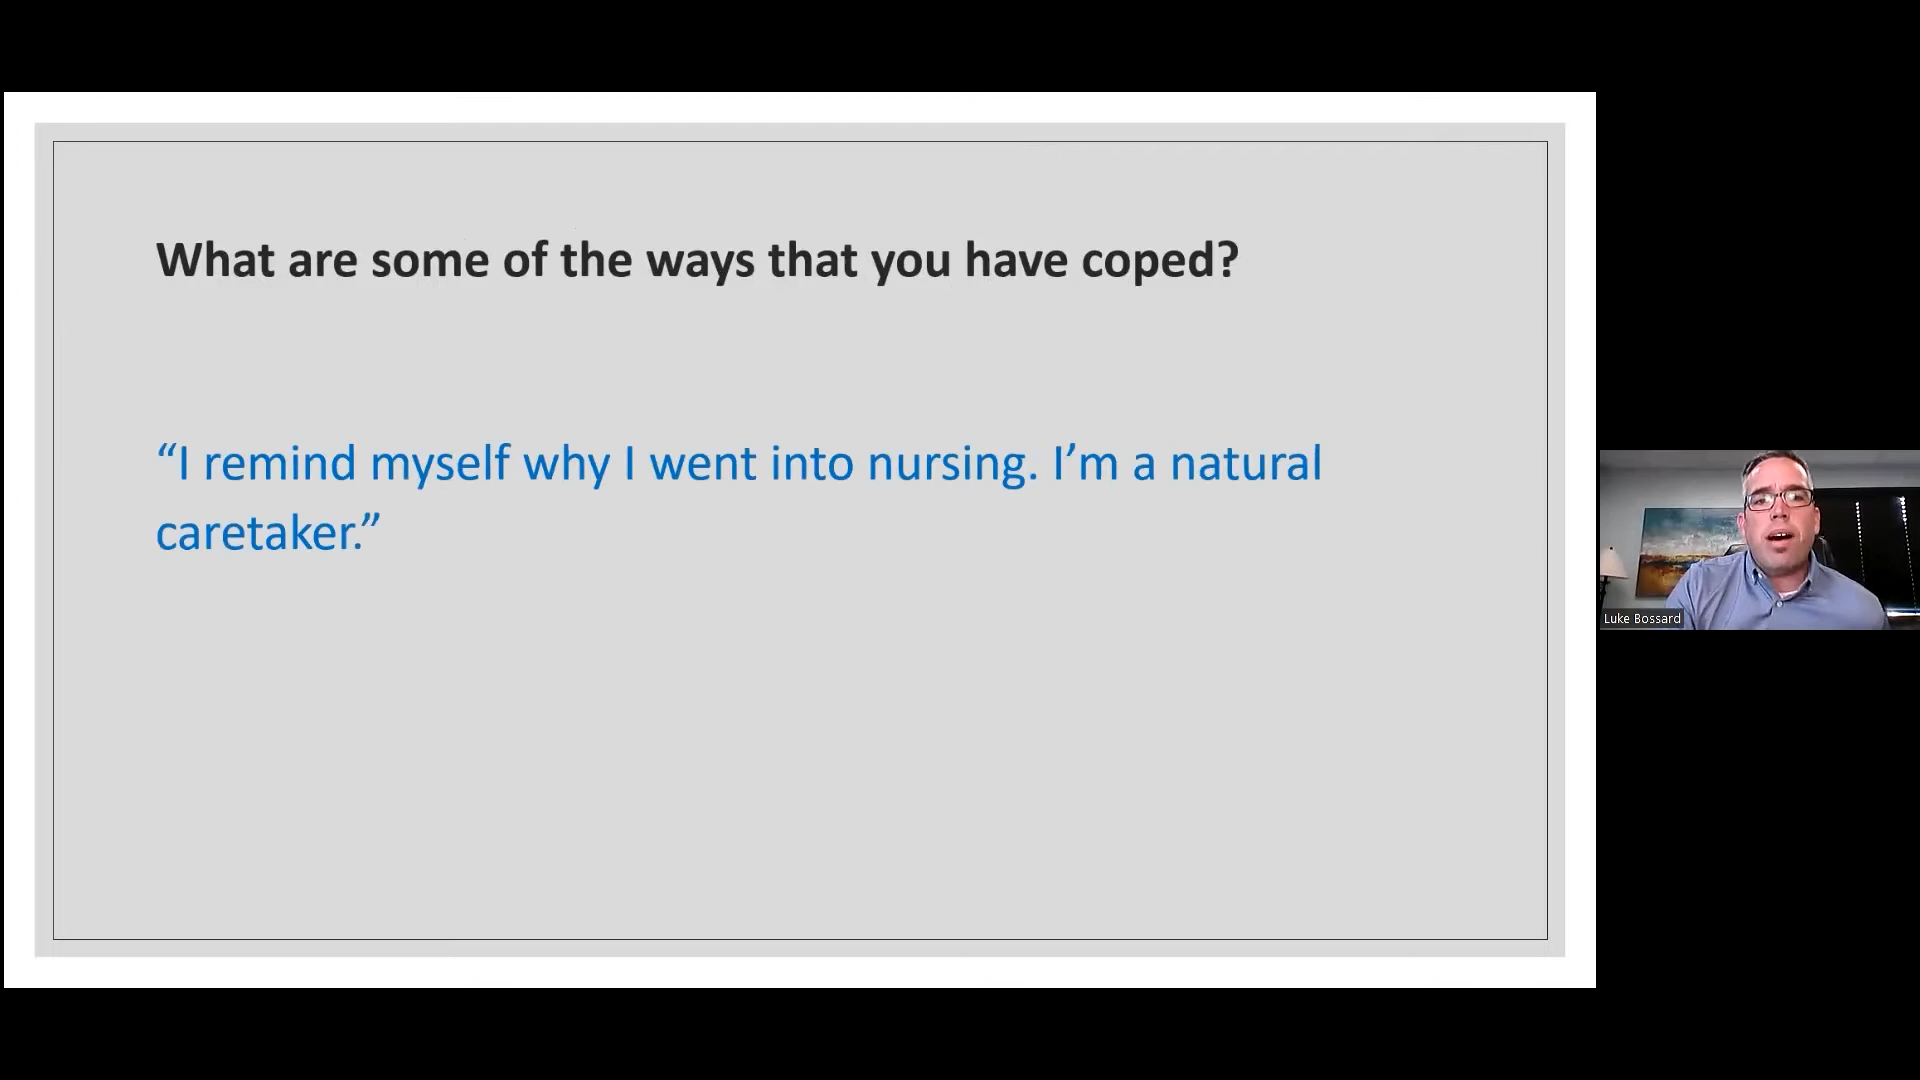 What are some of the ways that you have coped?
“I remind myself why I went into nursing. I’m a natural
caretaker.”
Luke Bossard